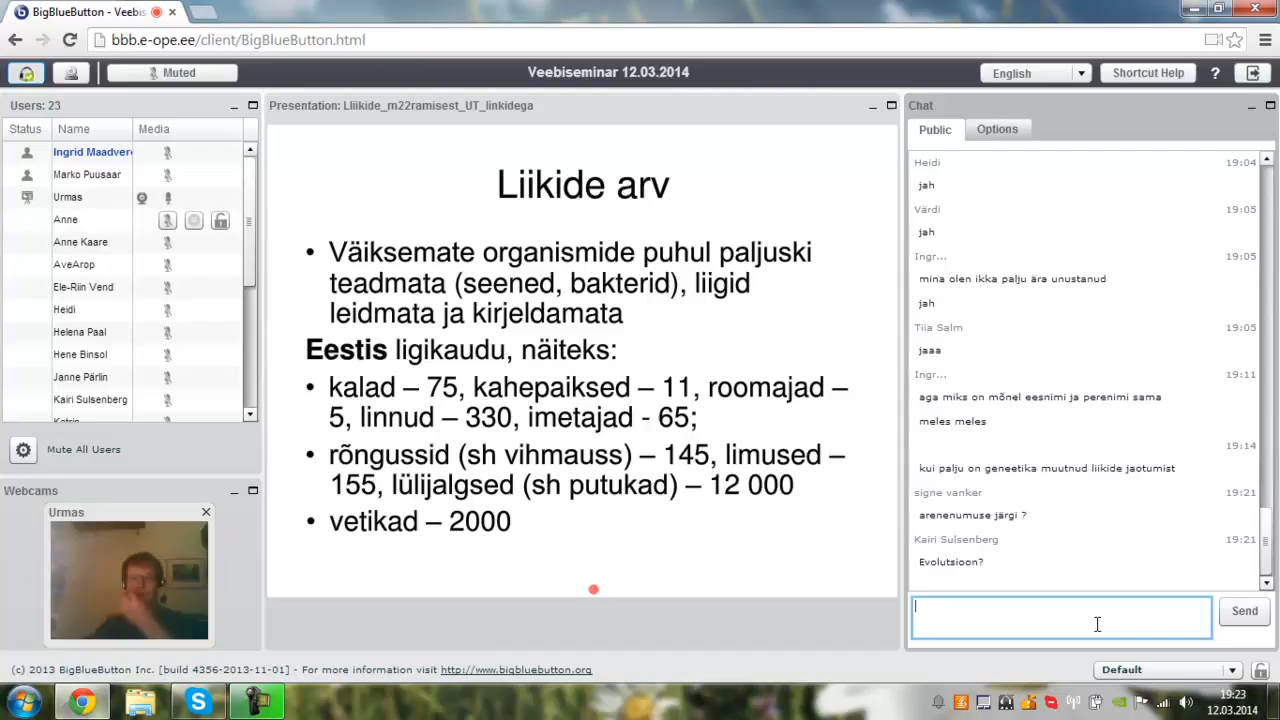 BigBlueButton - Veebis
bbb.e-ope.ee/client/BigBlueButton.html
Muted
Veebiseminar 12.03.2014
English
Shortcut Help
?
Users: 23
Status Name Media
Ingrid Maadver
Marko Puusaar
Urmas
Anne
Anne Kaare
AveArop
Ele-Riin Vend
Heidi
Helena Paal
Hene Binsol
Janne Pärlin
Kairi Sulsenberg
Katrin
Mute All Users
Webcams
Urmas
Presentation: Lliikide_m22ramisest_UT_linkidega
Liikide arv
• Väiksemate organismide puhul paljuski
teadmata (seened, bakterid), liigid
leidmata ja kirjeldamata
Eestis ligikaudu, näiteks:
• kalad – 75, kahepaiksed – 11, roomajad –
5, linnud – 330, imetajad - 65;
• rõngussid (sh vihmauss) – 145, limused –
155, lülijalgsed (sh putukad) – 12 000
• vetikad – 2000
Chat
Public Options
Heidi 19:04
jah
Värdi 19:05
jah
Ingr... 19:05
mina olen ikka palju ära unustanud
jah
Tiia Salm 19:05
jaaa
Ingr... 19:11
aga miks on mõnel eesnimi ja perenimi sama
meles meles
19:14
kui palju on geneetika muutnud liikide jaotumist
signe vanker 19:21
arenenumuse järgi ?
Kairi Sulsenberg 19:21
Evolutsioon?
Send
(c) 2013 BigBlueButton Inc. [build 4356-2013-11-01] - For more information visit http://www.bigbluebutton.org
Default
19:23
12.03.2014